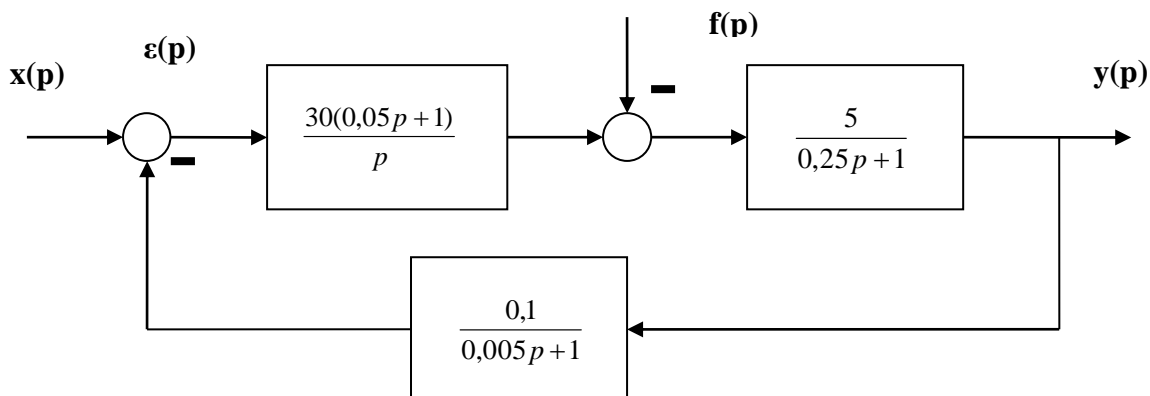 x(p)
ε(p)
30(0,05p+1)
p
f(p)
5
0,25p+1
y(p)
0,1
0,005p+1